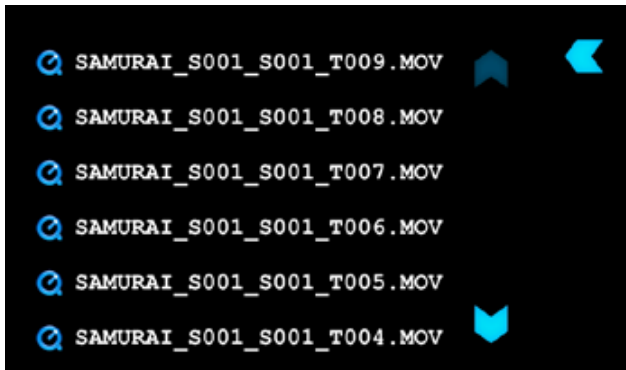 SAMURAI_S001_S001_T009.MOV
SAMURAI_S001_S001_T008.MOV
SAMURAI_S001_S001_T007.MOV
SAMURAI_S001_S001_T006.MOV
SAMURAI_S001_S001_T005.MOV
SAMURAI_S001_S001_T004.MOV